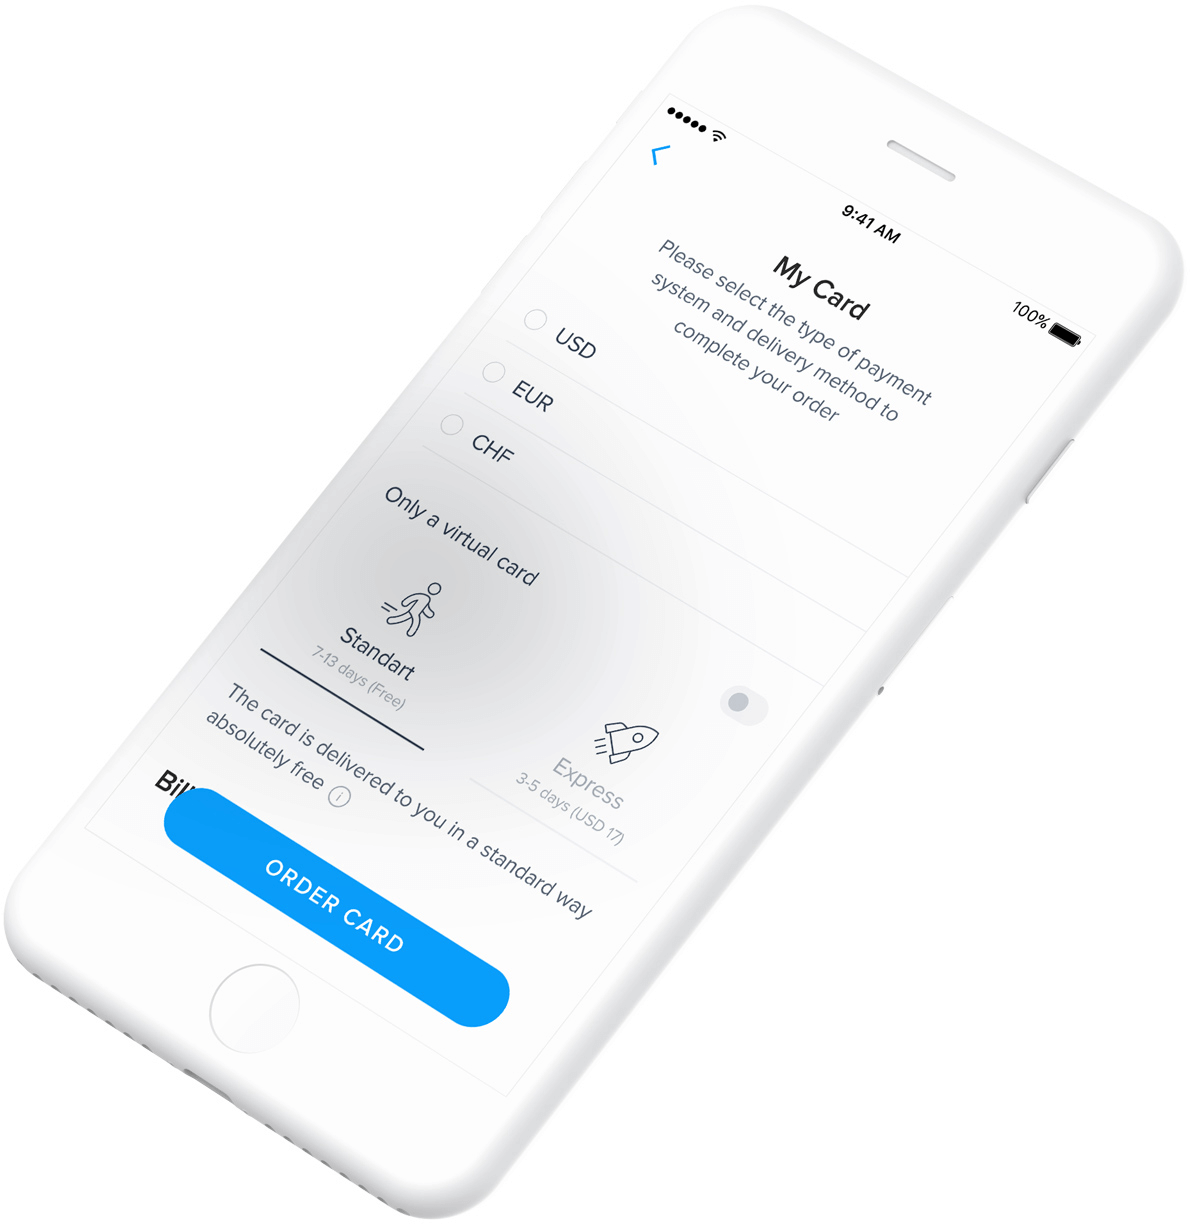 9:41 AM
100%
My Card
Please select the type of payment
system and delivery method to
complete your order
USD
EUR
CHF
Only a virtual card
Standart
7-13 days (Free)
Express
3-5 days (USD 17)
The card is delivered to you in a standard way
absolutely free
ORDER CARD